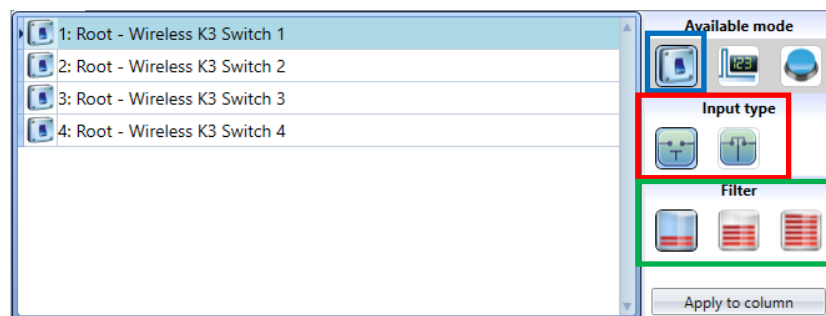 1: Root - Wireless K3 Switch 1
2: Root - Wireless K3 Switch 2
3: Root - Wireless K3 Switch 3
4: Root - Wireless K3 Switch 4
Available mode
123
Input type
Filter
Apply to column